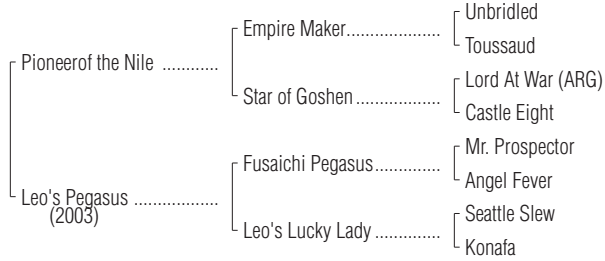 Unbridled
Empire Maker...................
Toussaud
Pioneerof the Nile ............
Lord At War (ARG)
Star of Goshen.................
Castle Eight
Mr. Prospector
Fusaichi Pegasus.............
Angel Fever
Leo's Pegasus .................
(2003)
Seattle Slew
Leo's Lucky Lady .............
Konafa